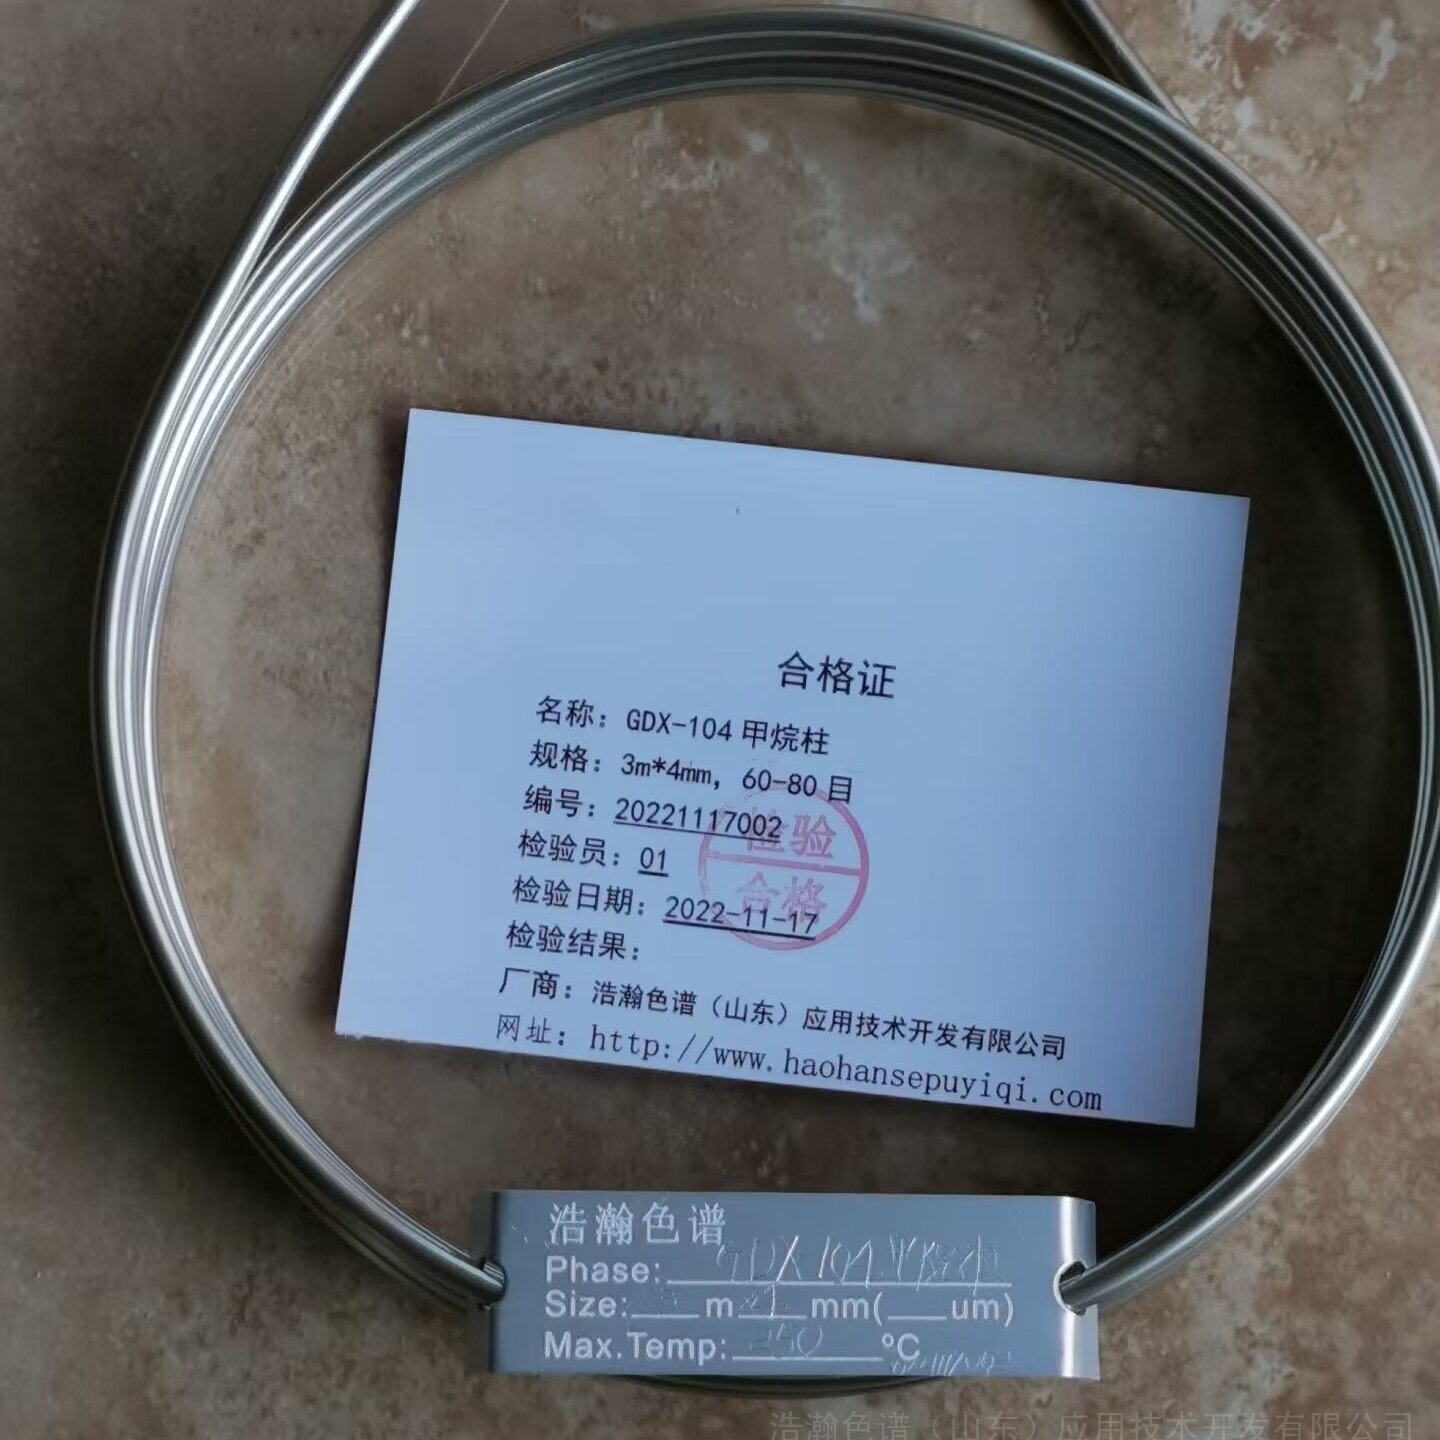 合格证
名称：GDX-104 甲烷柱
规格：3m*4mm，60-80 目
编号：20221117002
检验员：01
检验日期：2022-11-17
检验结果：
检验
合格
厂商：浩瀚色谱（山东）应用技术开发有限公司
网址：http://www.haohansepuyiqi.com
浩瀚色谱
Phase: GDX-104
Size: m mm( um)
Max.Temp: 250 ºC
浩瀚色谱（山东）应用技术开发有限公司